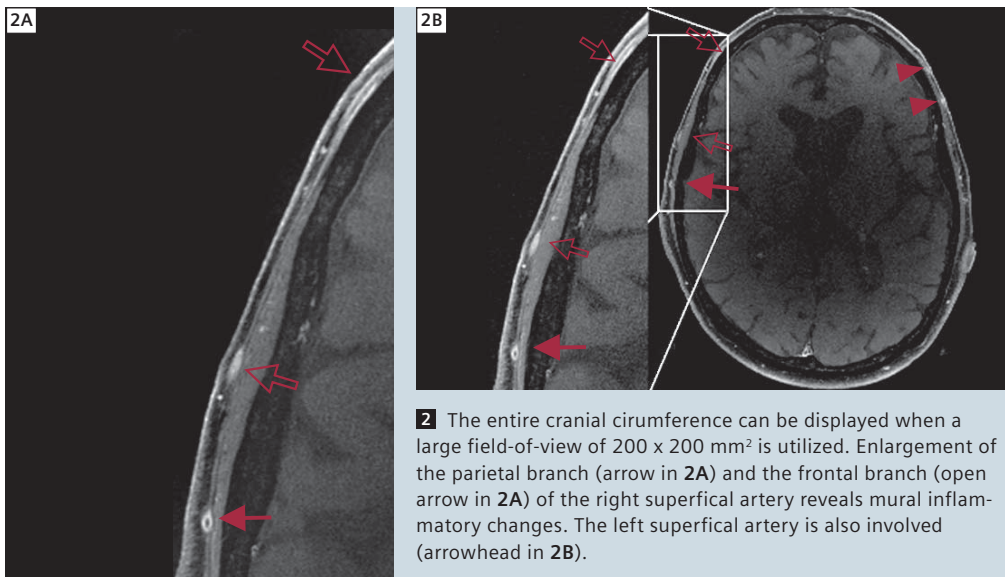 2A
2B
2 The entire cranial cirumference can be displayed when a
large field-of-view of 200 x 200 mm² is utilized. Enlargement of
the parietal branch (arrow in 2A) and the frontal branch (open
arrow in 2A) of the right superfical artery reveals mural inflam-
matory changes. The left superfical artery is also involved
(arrowhead in 2B).